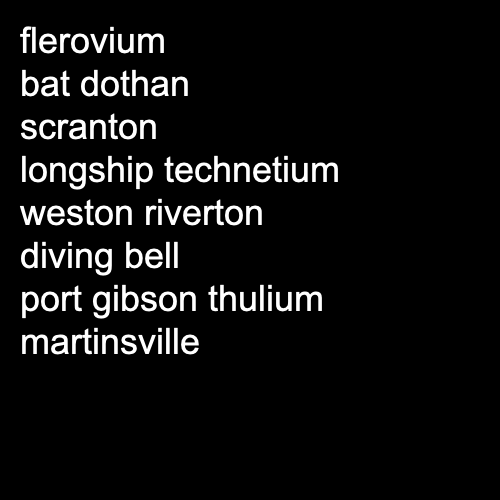 flerovium
bat dothan
scranton
longship technetium
weston riverton
diving bell
port gibson thulium
martinsville